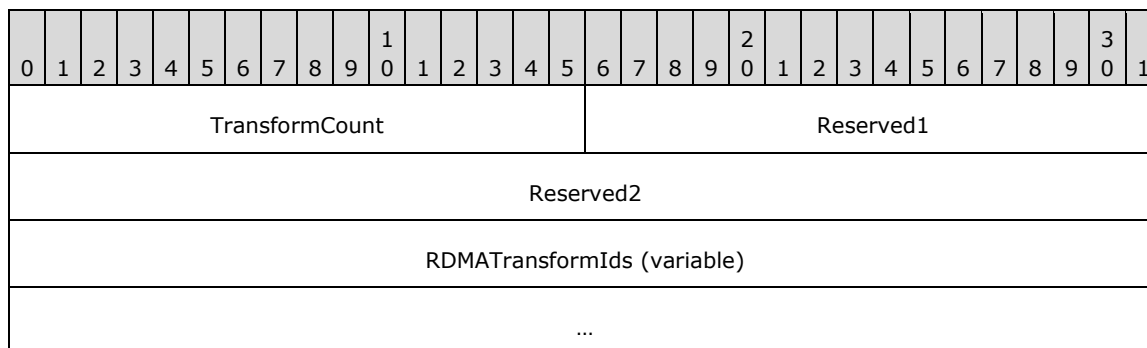 1 2 3
0 1 2 3 4 5 6 7 8 9 0 1 2 3 4 5 6 7 8 9 0 1 2 3 4 5 6 7 8 9 0 1
TransformCount Reserved1
Reserved2
RDMATransformIds (variable)
...